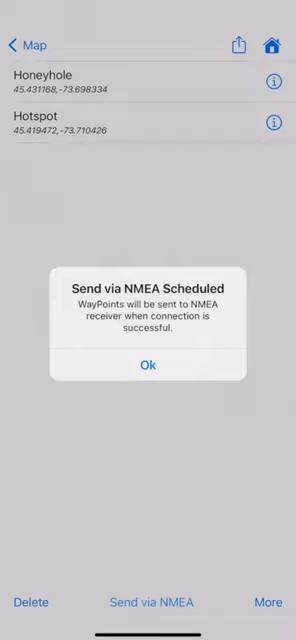 Map
Honeyhole
45.431168,-73.698334
Hotspot
45.419472,-73.710426
Send via NMEA Scheduled
WayPoints will be sent to NMEA
receiver when connection is
successful.
Ok
Delete
Send via NMEA
More